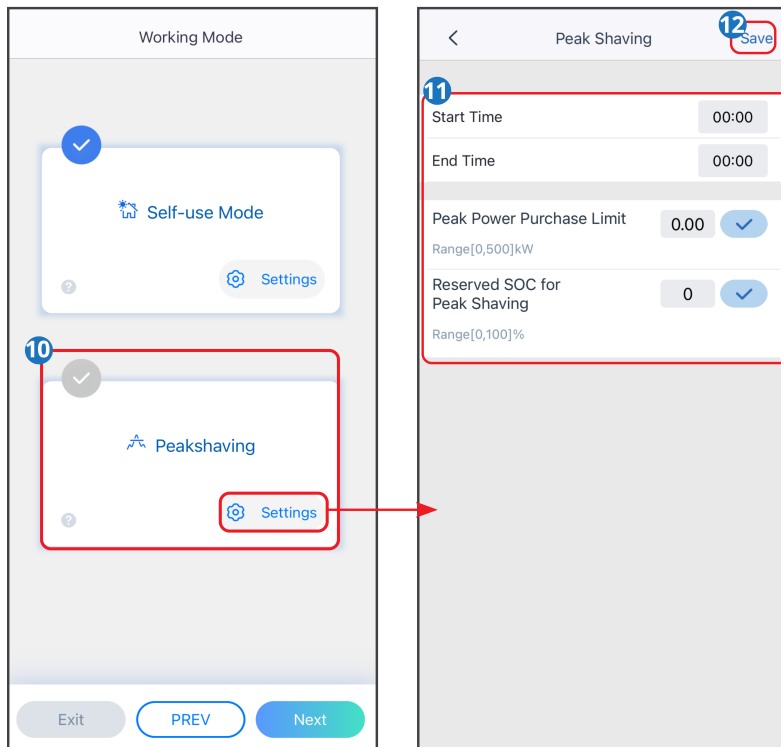 Working Mode
Self-use Mode
?
Settings
10
Peakshaving
?
Settings
Exit
PREV
Next
12
Peak Shaving
Save
11
Start Time
00:00
End Time
00:00
Peak Power Purchase Limit
0.00
Range[0,500]kW
Reserved SOC for
Peak Shaving
0
Range[0,100]%